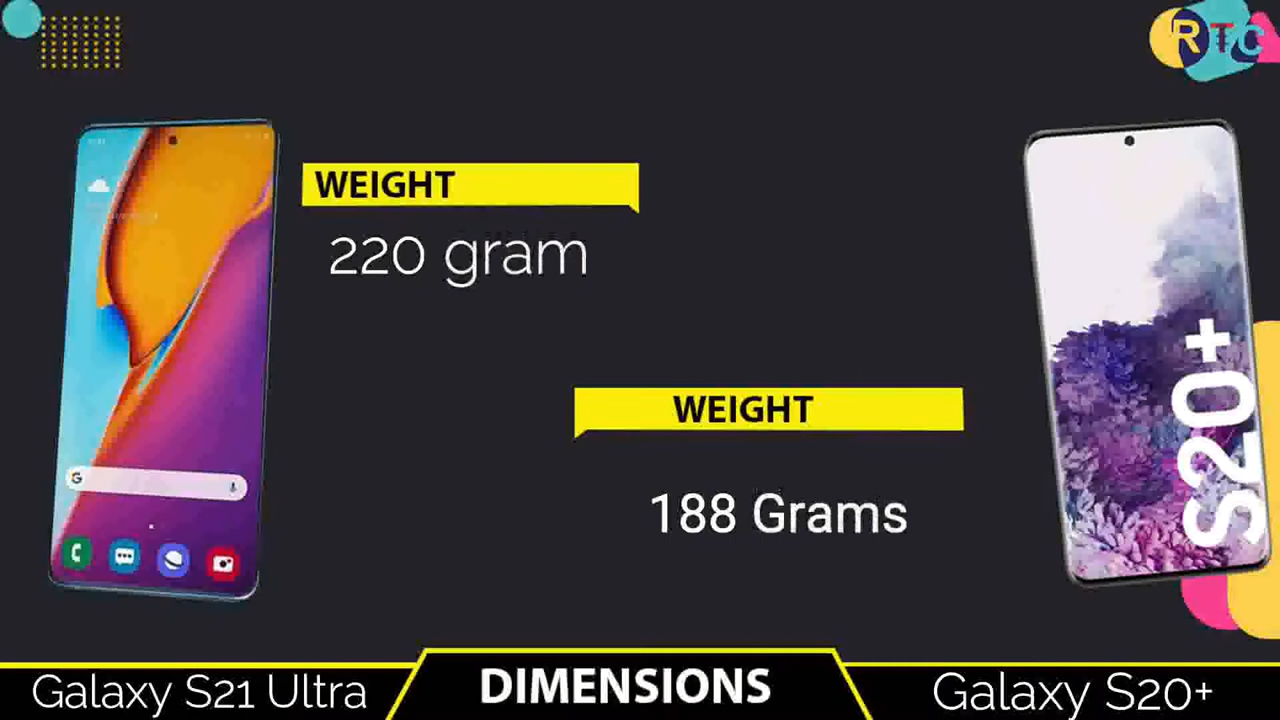 RTC
WEIGHT
220 gram
WEIGHT
188 Grams
S20+
Galaxy S21 Ultra
DIMENSIONS
Galaxy S20+